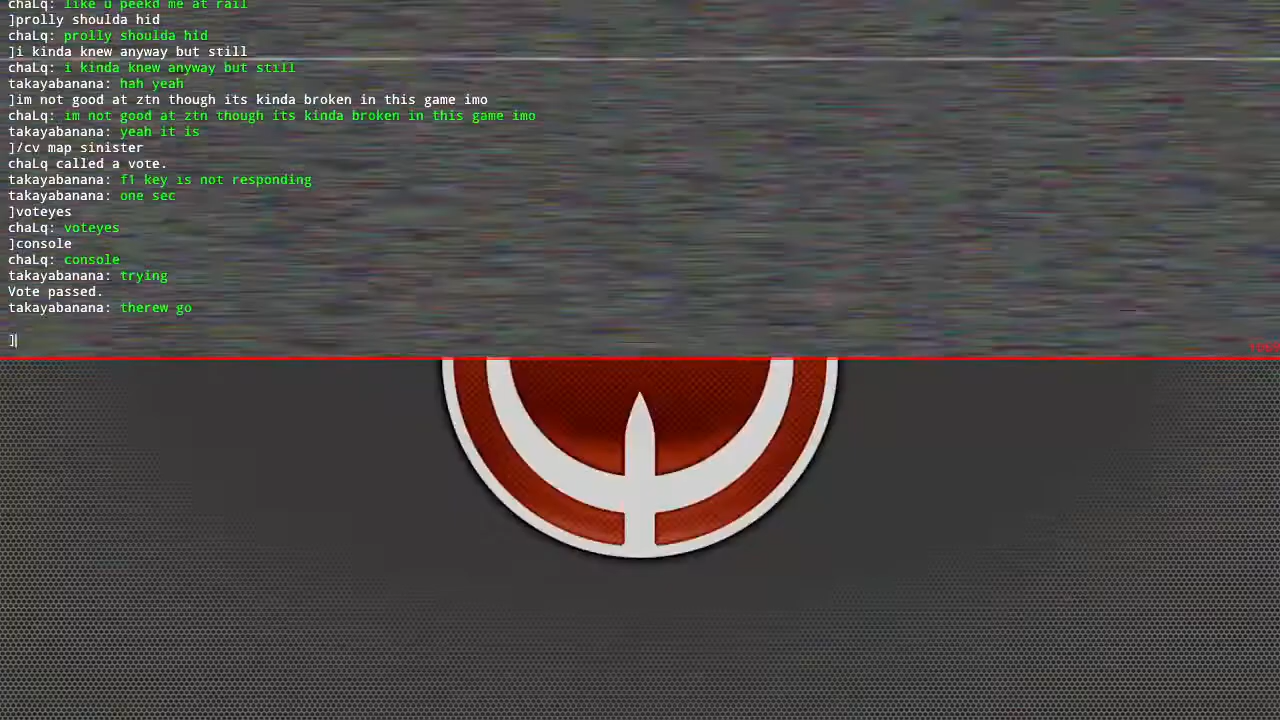 chaLq: like u peekd me at rail
]prolly shoulda hid
chaLq: prolly shoulda hid
]i kinda knew anyway but still
chaLq: i kinda knew anyway but still
takayabanana: hah yeah
]im not good at ztn though its kinda broken in this game imo
chaLq: im not good at ztn though its kinda broken in this game imo
takayabanana: yeah it is
]/cv map sinister
chaLq called a vote.
takayabanana: f1 key is not responding
takayabanana: one sec
]voteyes
chaLq: voteyes
]console
chaLq: console
takayabanana: trying
Vote passed.
takayabanana: therew go
]